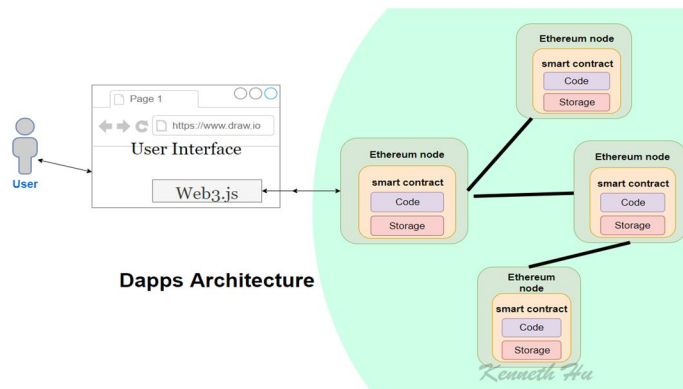 Page 1
https://www.draw.io
User Interface
Web3.js
User
Dapps Architecture
Ethereum node
smart contract
Code
Storage
Ethereum node
smart contract
Code
Storage
Ethereum node
smart contract
Code
Storage
Ethereum
node
smart contract
Code
Storage
Kenneth Hu